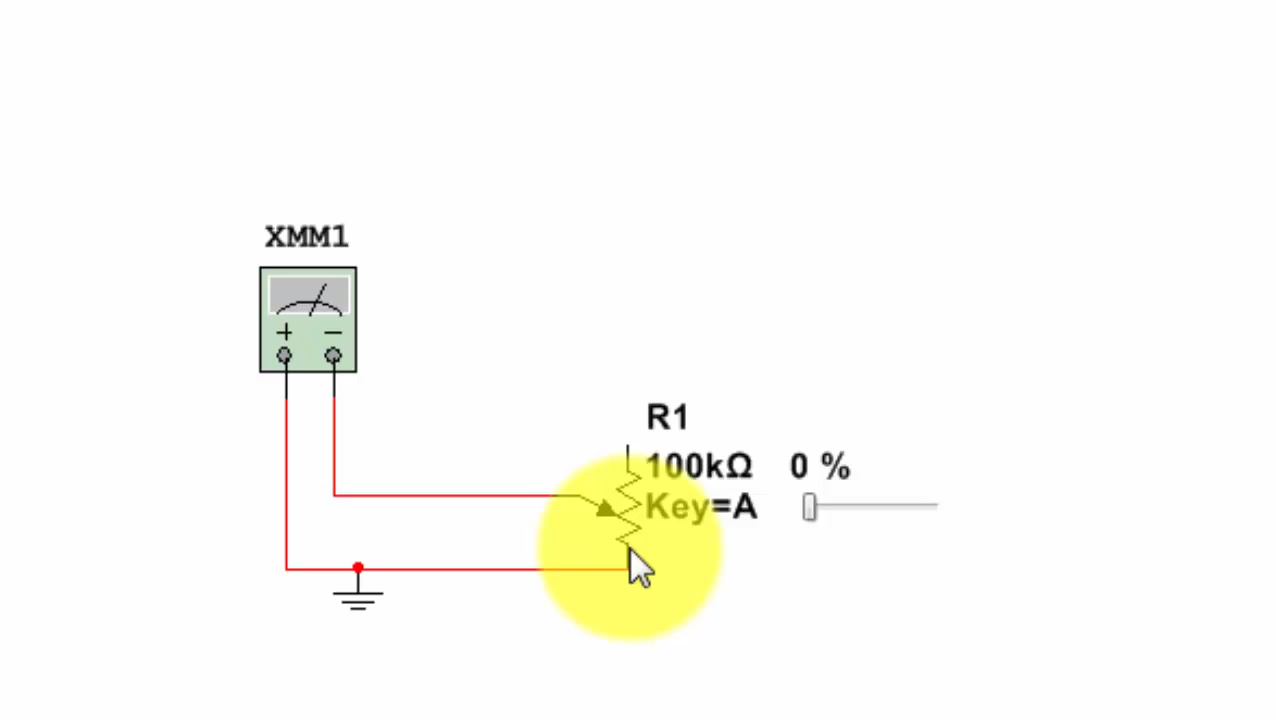 XMM1
+ −
R1
100kΩ 0 %
Key=A